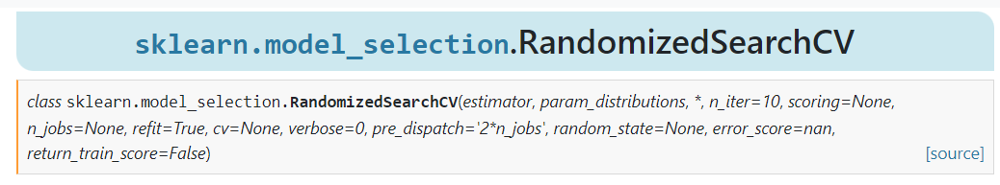 sklearn.model_selection.RandomizedSearchCV
class sklearn.model_selection.RandomizedSearchCV(estimator, param_distributions, *, n_iter=10, scoring=None,
n_jobs=None, refit=True, cv=None, verbose=0, pre_dispatch='2*n_jobs', random_state=None, error_score=nan,
return_train_score=False) [source]